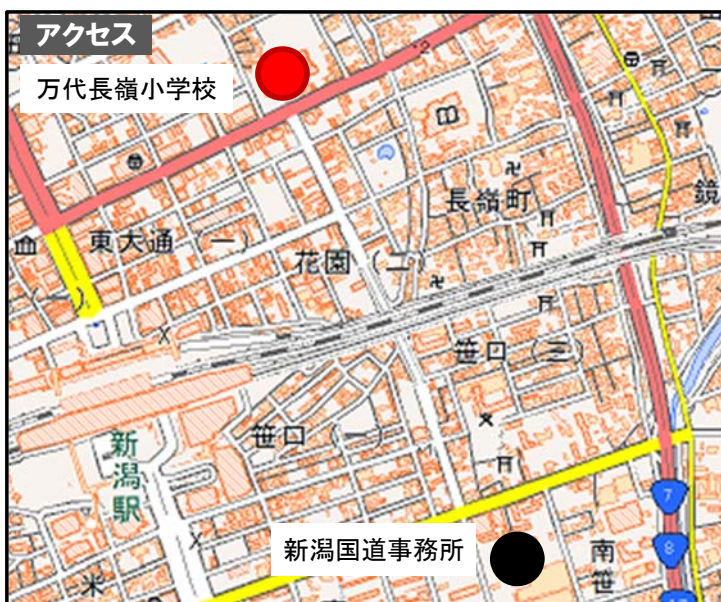 アクセス
万代長嶺小学校
東大通(一)
花園(二)
長嶺町
鏡
笹口(三)
笹口(一)
新潟駅
7
新潟国道事務所
8
南笹
米